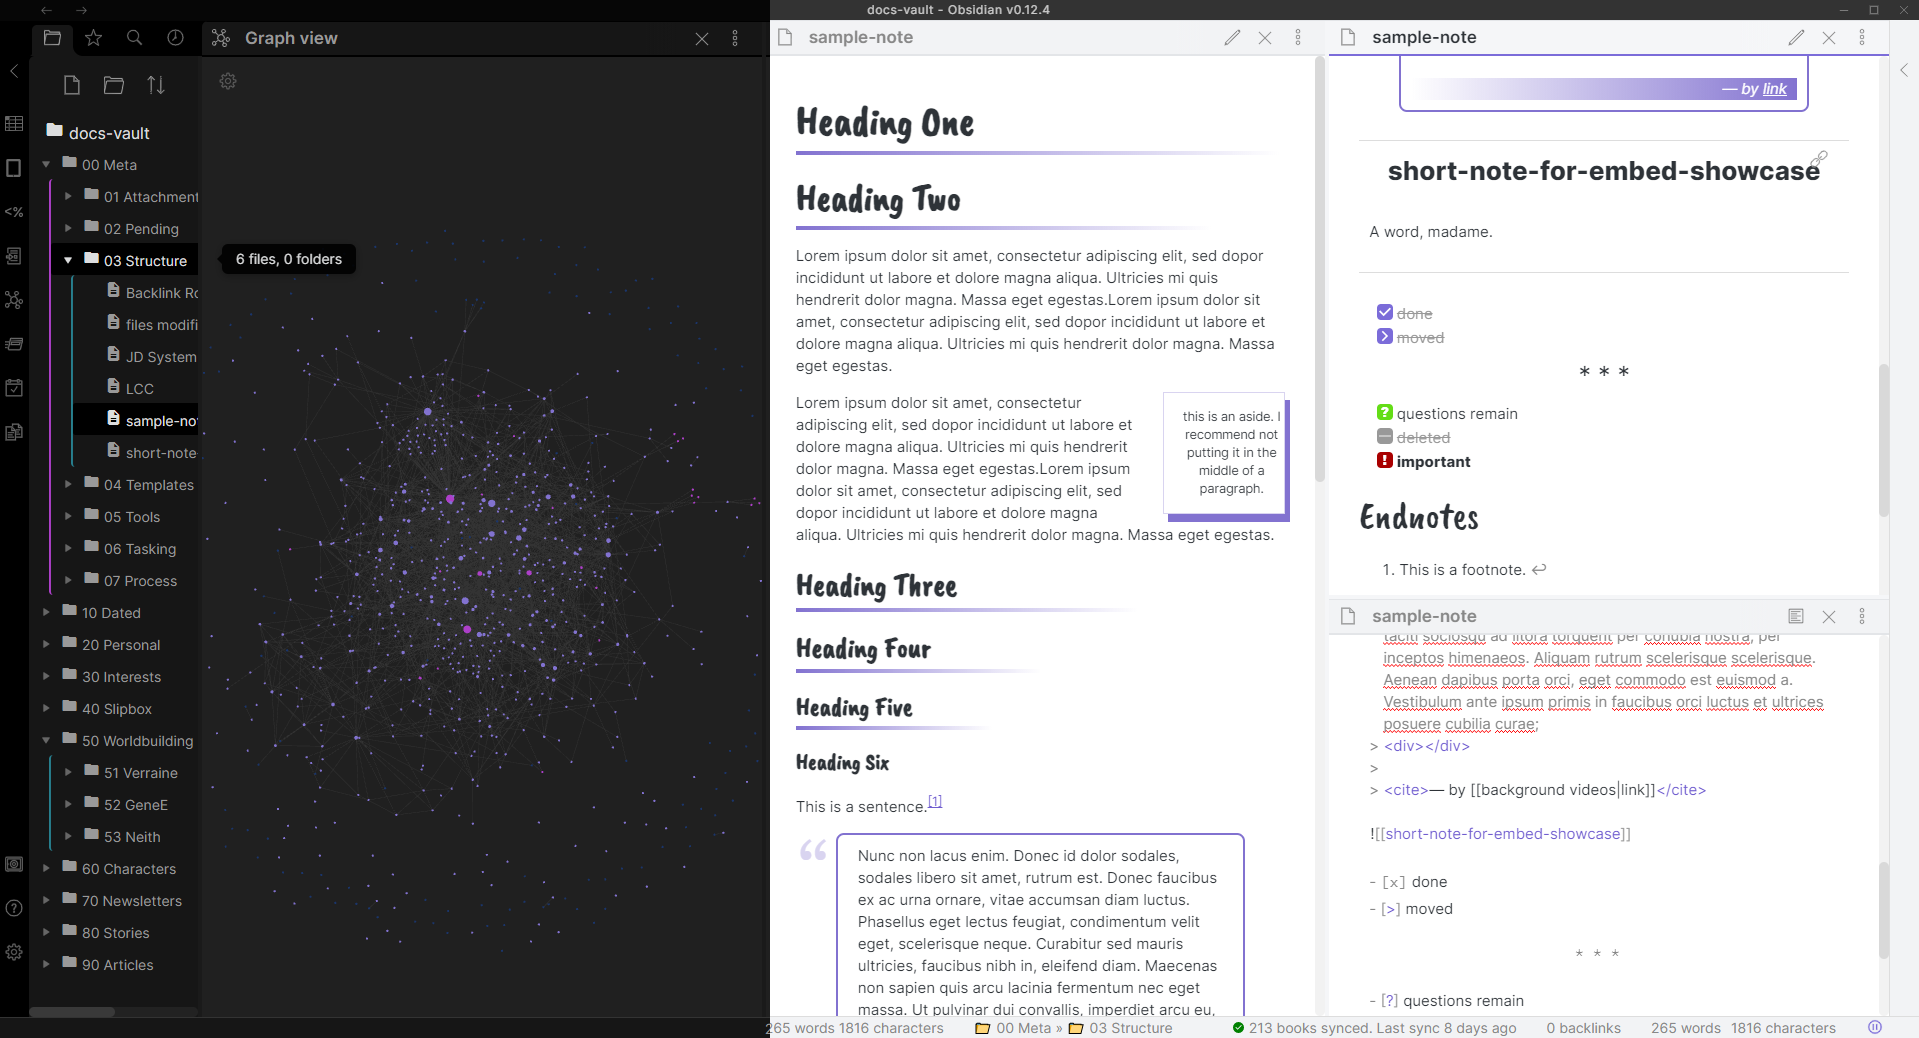 docs-vault - Obsidian v0.12.4
Graph view
docs-vault
00 Meta
01 Attachment
02 Pending
03 Structure
6 files, 0 folders
Backlink Ro
files modifi
JD System
LCC
sample-no
short-note
04 Templates
05 Tools
06 Tasking
07 Process
10 Dated
20 Personal
30 Interests
40 Slipbox
50 Worldbuilding
51 Verraine
52 GeneE
53 Neith
60 Characters
70 Newsletters
80 Stories
90 Articles
<%
sample-note
Heading One
Heading Two
Lorem ipsum dolor sit amet, consectetur adipiscing elit, sed dopor
incididunt ut labore et dolore magna aliqua. Ultricies mi quis
hendrerit dolor magna. Massa eget egestas.Lorem ipsum dolor sit
amet, consectetur adipiscing elit, sed dopor incididunt ut labore et
dolore magna aliqua. Ultricies mi quis hendrerit dolor magna. Massa
eget egestas.
Lorem ipsum dolor sit amet, consectetur
adipiscing elit, sed dopor incididunt ut labore et
dolore magna aliqua. Ultricies mi quis hendrerit
dolor magna. Massa eget egestas.Lorem ipsum
dolor sit amet, consectetur adipiscing elit, sed
dopor incididunt ut labore et dolore magna
aliqua. Ultricies mi quis hendrerit dolor magna. Massa eget egestas.
this is an aside. I
recommend not
putting it in the
middle of a
paragraph.
Heading Three
Heading Four
Heading Five
Heading Six
This is a sentence.[1]
“
Nunc non lacus enim. Donec id dolor sodales,
sodales libero sit amet, rutrum est. Donec faucibus
ex ac urna ornare, vitae accumsan diam luctus.
Phasellus eget lectus feugiat, condimentum velit
eget, scelerisque neque. Curabitur sed mauris
ultricies, faucibus nibh in, eleifend diam. Maecenas
non sapien quis arcu lacinia fermentum nec eget
massa. Ut pulvinar dui convallis, imperdiet arcu eu,
sample-note
— by link
short-note-for-embed-showcase
A word, madame.
done
moved
* * *
questions remain
deleted
important
Endnotes
1. This is a footnote. ↩
sample-note
taciti sociosqu ad litora torquent per conubia nostra, per
inceptos himenaeos. Aliquam rutrum scelerisque scelerisque.
Aenean dapibus porta orci, eget commodo est euismod a.
Vestibulum ante ipsum primis in faucibus orci luctus et ultrices
posuere cubilia curae;
> <div></div>
>
> <cite>— by [[background videos|link]]</cite>
![[short-note-for-embed-showcase]]
- [x] done
- [>] moved
* * *
- [?] questions remain
265 words 1816 characters
00 Meta » 03 Structure
213 books synced. Last sync 8 days ago
0 backlinks
265 words 1816 characters